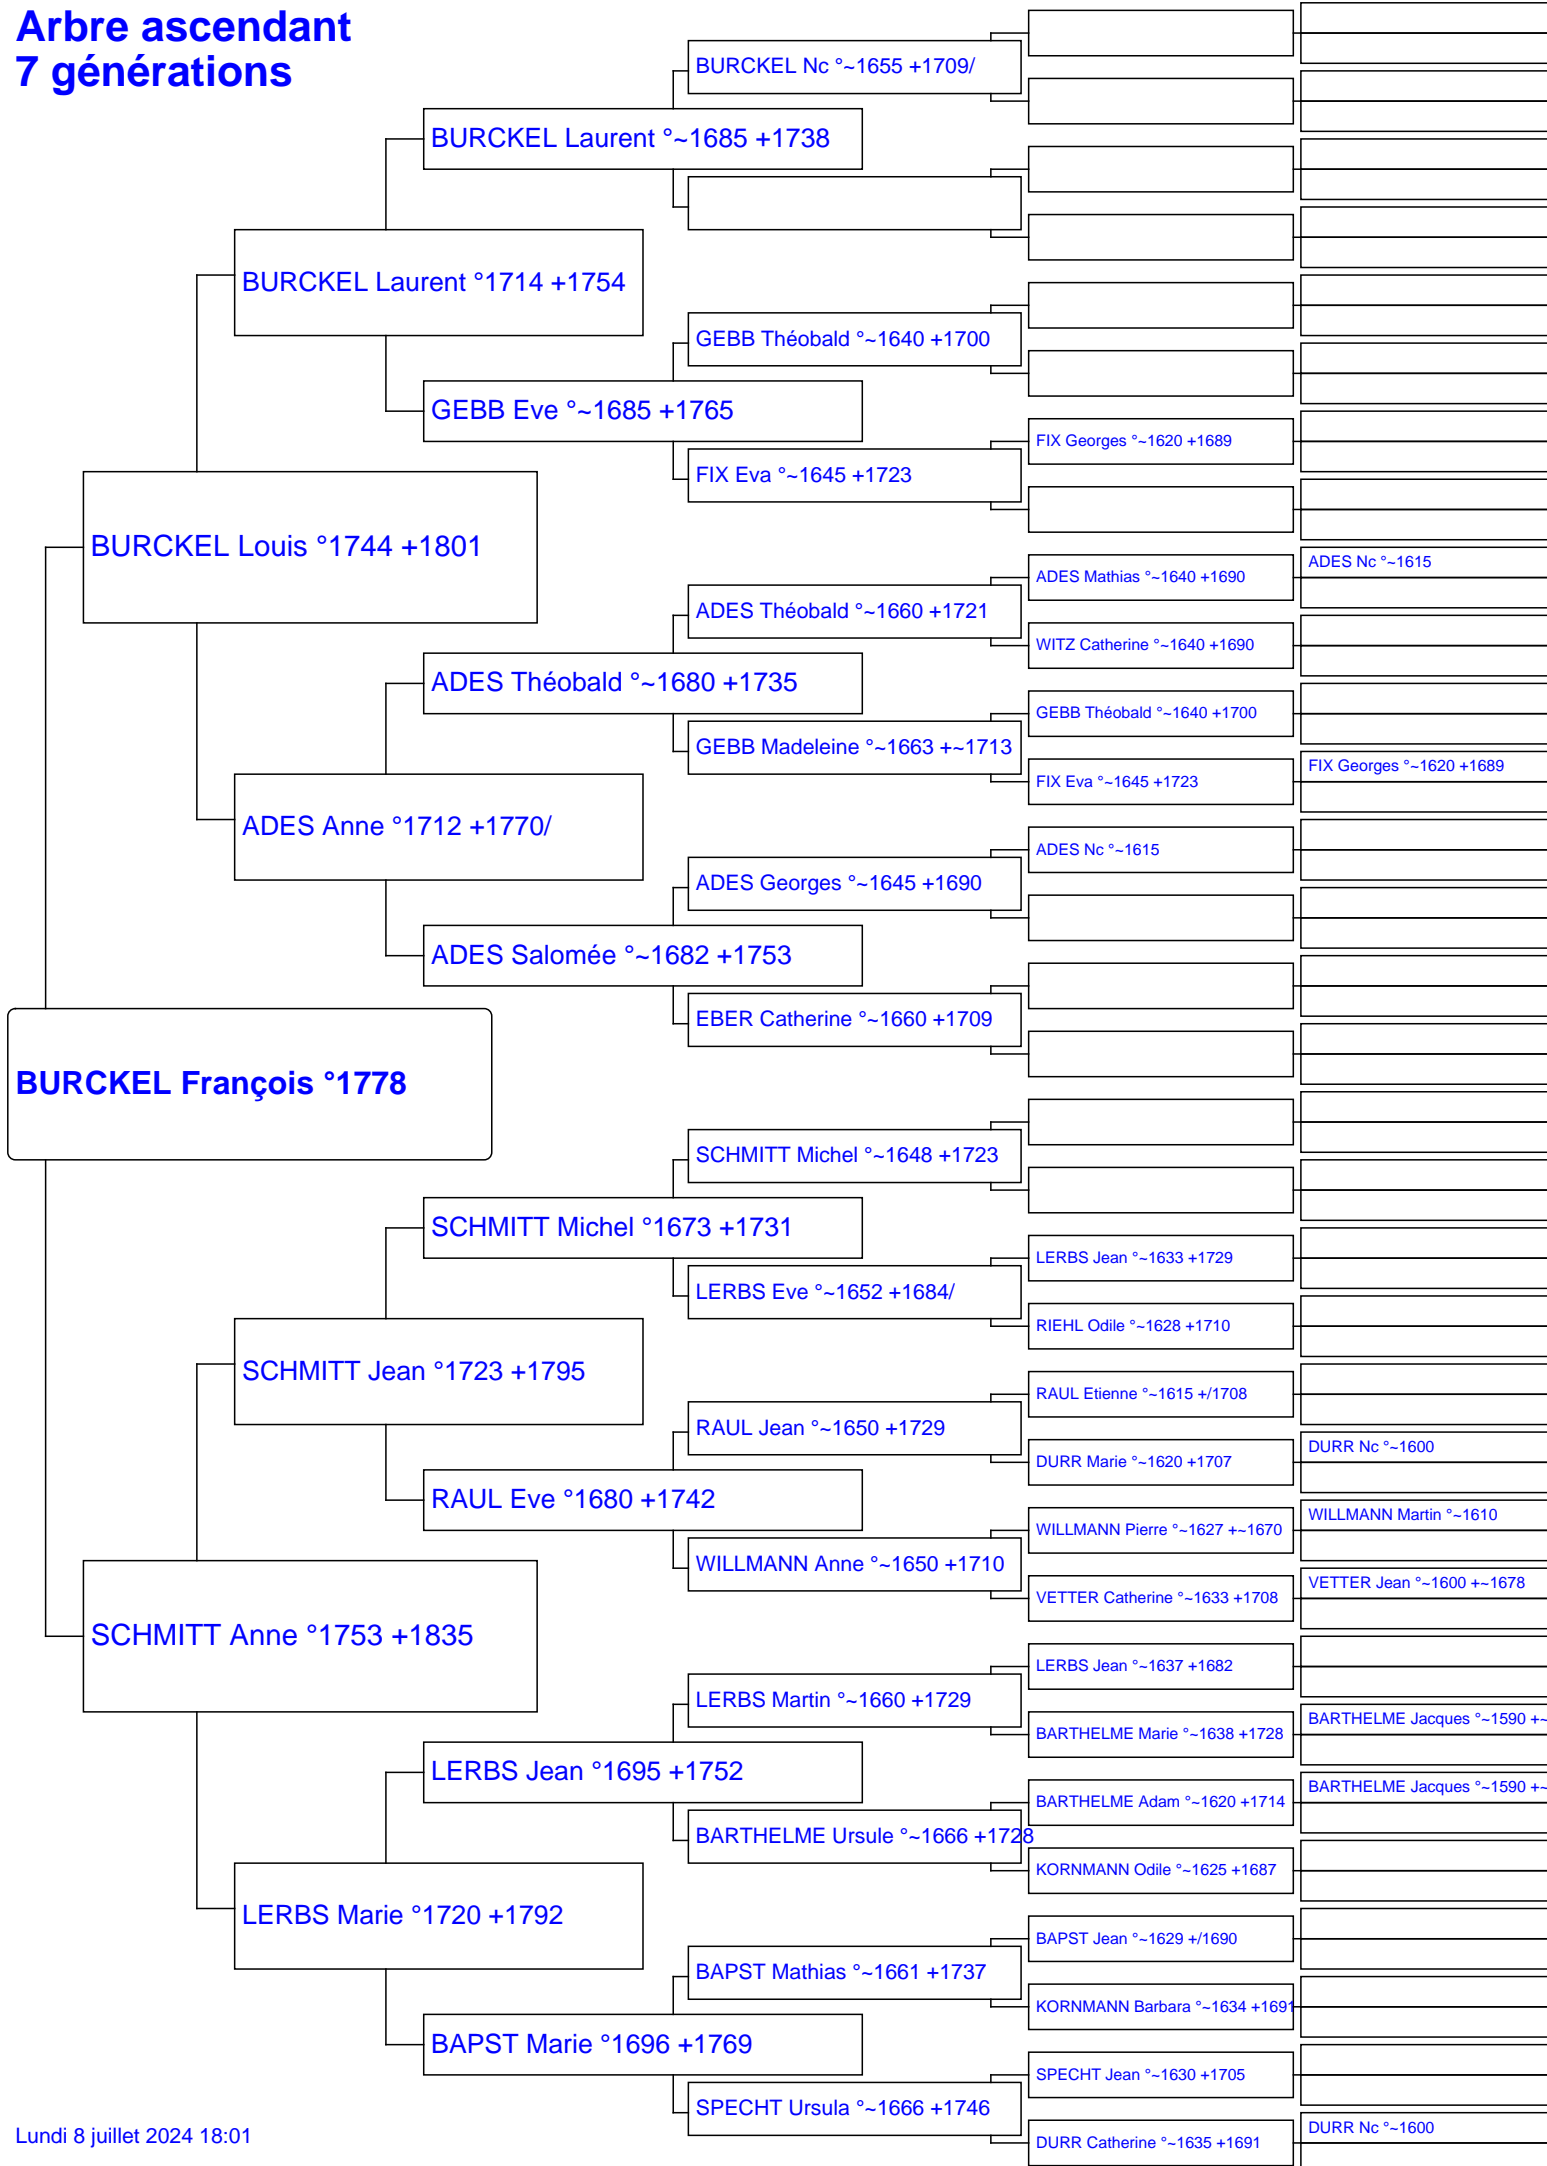 Arbre ascendant
7 générations
BURCKEL Nc °~1655 +1709/
BURCKEL Laurent °~1685 +1738
BURCKEL Laurent °1714 +1754
GEBB Théobald °~1640 +1700
GEBB Eve °~1685 +1765
FIX Georges °~1620 +1689
FIX Eva °~1645 +1723
BURCKEL Louis °1744 +1801
ADES Nc °~1615
ADES Mathias °~1640 +1690
ADES Théobald °~1660 +1721
WITZ Catherine °~1640 +1690
ADES Théobald °~1680 +1735
GEBB Théobald °~1640 +1700
GEBB Madeleine °~1663 +~1713
FIX Georges °~1620 +1689
FIX Eva °~1645 +1723
ADES Anne °1712 +1770/
ADES Nc °~1615
ADES Georges °~1645 +1690
ADES Salomée °~1682 +1753
EBER Catherine °~1660 +1709
BURCKEL François °1778
SCHMITT Michel °~1648 +1723
SCHMITT Michel °1673 +1731
LERBS Jean °~1633 +1729
LERBS Eve °~1652 +1684/
RIEHL Odile °~1628 +1710
SCHMITT Jean °1723 +1795
RAUL Etienne °~1615 +/1708
RAUL Jean °~1650 +1729
DURR Nc °~1600
DURR Marie °~1620 +1707
RAUL Eve °1680 +1742
WILLMANN Martin °~1610
WILLMANN Pierre °~1627 +~1670
WILLMANN Anne °~1650 +1710
VETTER Jean °~1600 +~1678
VETTER Catherine °~1633 +1708
SCHMITT Anne °1753 +1835
LERBS Jean °~1637 +1682
LERBS Martin °~1660 +1729
BARTHELME Jacques °~1590 +~
BARTHELME Marie °~1638 +1728
LERBS Jean °1695 +1752
BARTHELME Jacques °~1590 +~
BARTHELME Adam °~1620 +1714
BARTHELME Ursule °~1666 +1728
KORNMANN Odile °~1625 +1687
LERBS Marie °1720 +1792
BAPST Jean °~1629 +/1690
BAPST Mathias °~1661 +1737
KORNMANN Barbara °~1634 +1691
BAPST Marie °1696 +1769
SPECHT Jean °~1630 +1705
SPECHT Ursula °~1666 +1746
DURR Nc °~1600
DURR Catherine °~1635 +1691
Lundi 8 juillet 2024 18:01